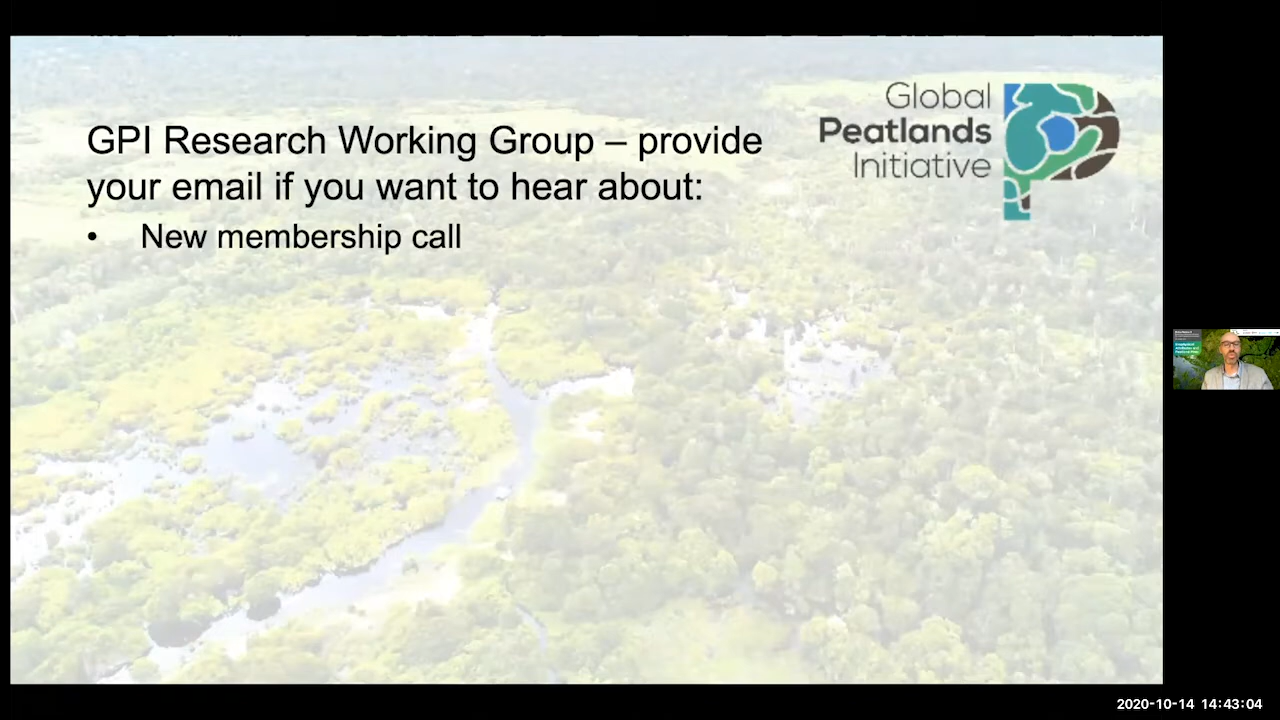 Global
Peatlands
Initiative
GPI Research Working Group – provide
your email if you want to hear about:
• New membership call
2020-10-14 14:43:04